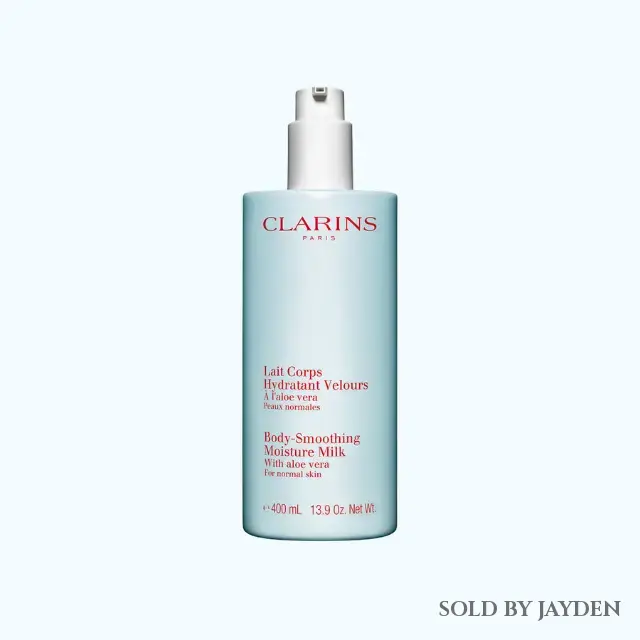 CLARINS
PARIS
Lait Corps
Hydratant Velours
À l'aloe vera
Peaux normales
Body-Smoothing
Moisture Milk
With aloe vera
For normal skin
℮ 400 mL 13.9 Oz. Net Wt.
SOLD BY JAYDEN